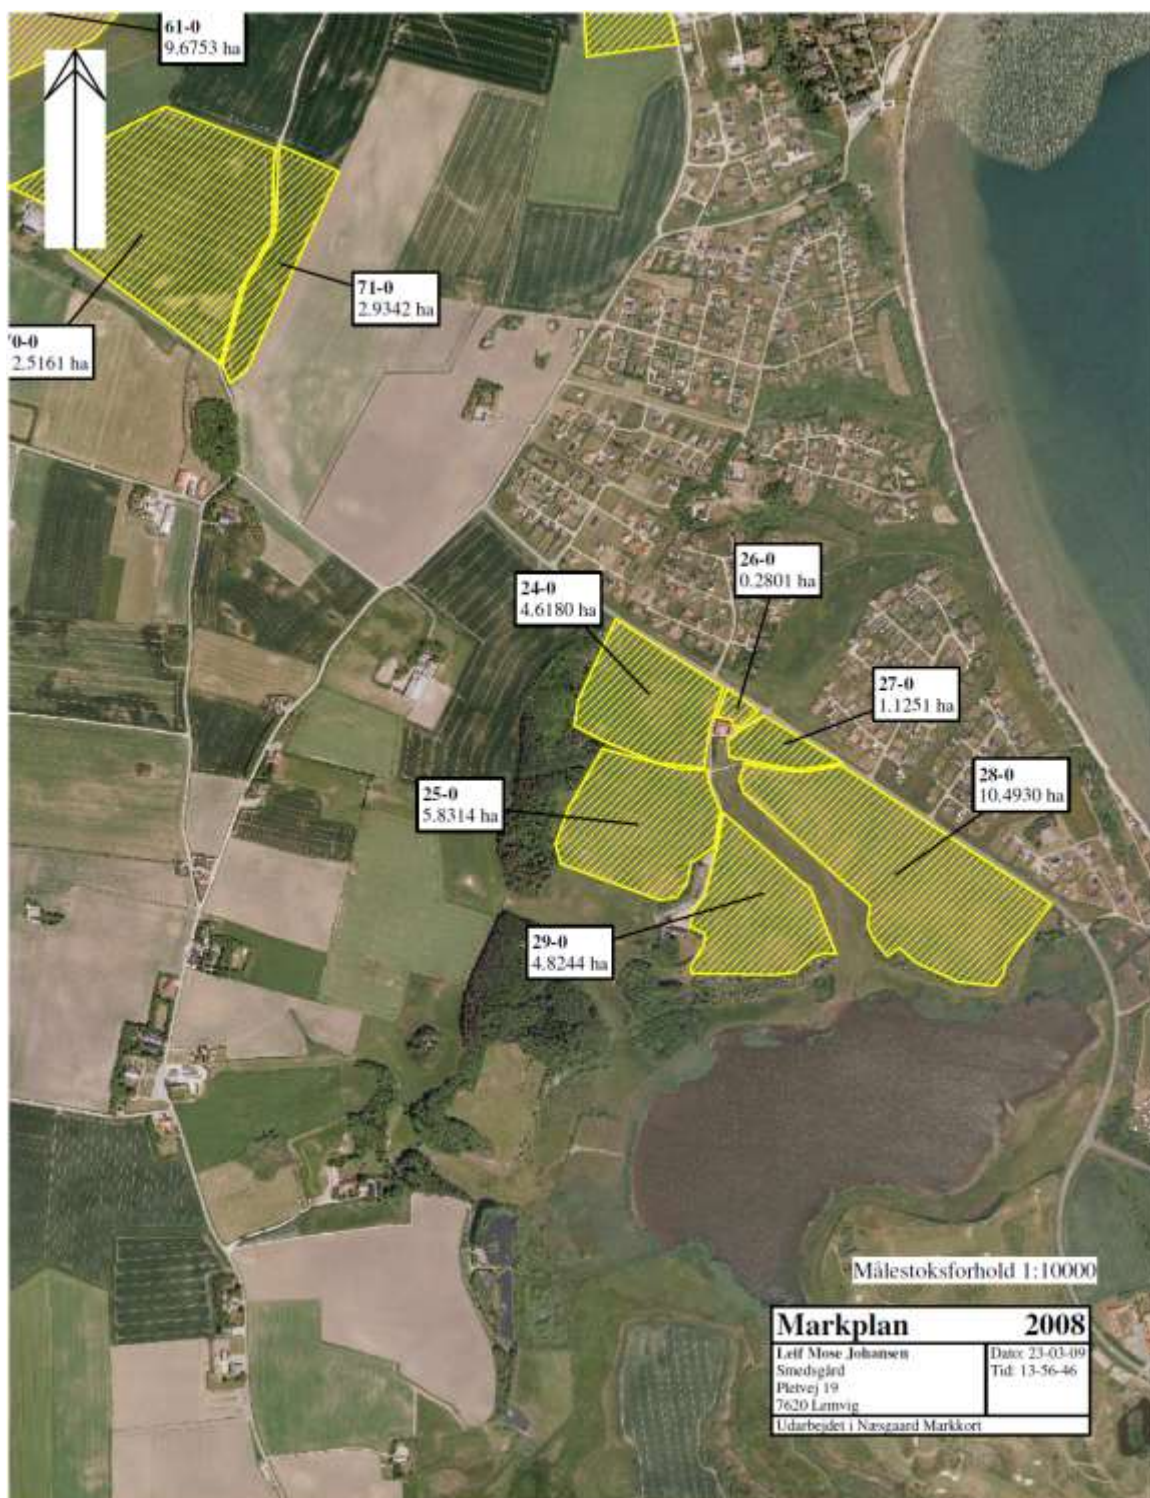 61-0
9.6753 ha
71-0
2.9342 ha
70-0
2.5161 ha
26-0
0.2801 ha
24-0
4.6180 ha
27-0
1.1251 ha
28-0
10.4930 ha
25-0
5.8314 ha
29-0
4.8244 ha
Målestoksforhold 1:10000
Markplan 2008
Leif Mose Johansen
Smedsgård
Pletvej 19
7620 Lemvig
Dato: 23-03-09
Tid: 13-56-46
Udarbejdet i Næsgaard Markkort